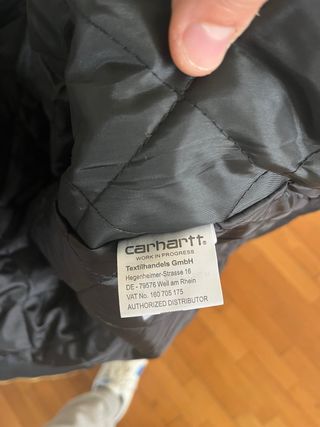 carhartt®
WORK IN PROGRESS
Textilhandels GmbH
Hegenheimer-Strasse 16
DE - 79576 Weil am Rhein
VAT No. 160 705 175
AUTHORIZED DISTRIBUTOR